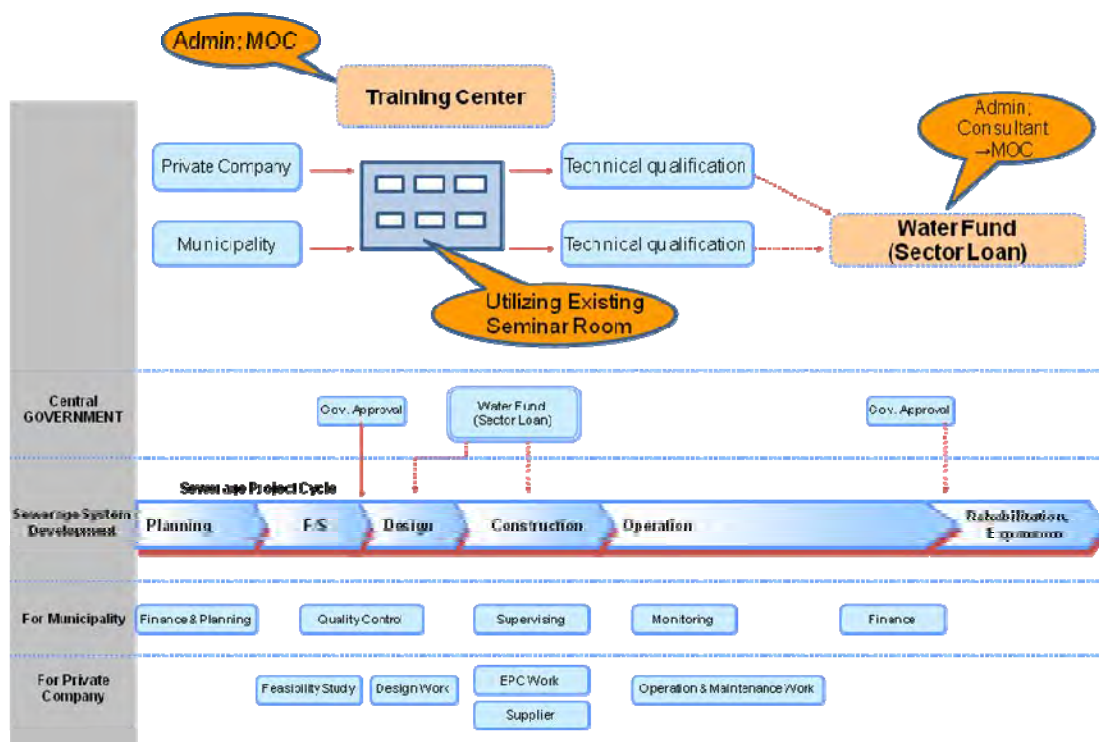 Admin; MOC
Training Center
Admin;
Consultant
→MOC
Private Company
Technical qualification
Municipality
Technical qualification
Water Fund
(Sector Loan)
Utilizing Existing
Seminar Room
Central
GOVERNMENT
Gov. Approval
Water Fund
(Sector Loan)
Gov. Approval
Sewerage Project Cycle
Sewerage System
Development
Planning
F/S
Design
Construction
Operation
Rehabilitation,
Expansion
For Municipality
Finance & Planning
Quality Control
Supervising
Monitoring
Finance
For Private
Company
Feasibility Study
Design Work
EPC Work
Supplier
Operation & Maintenance Work